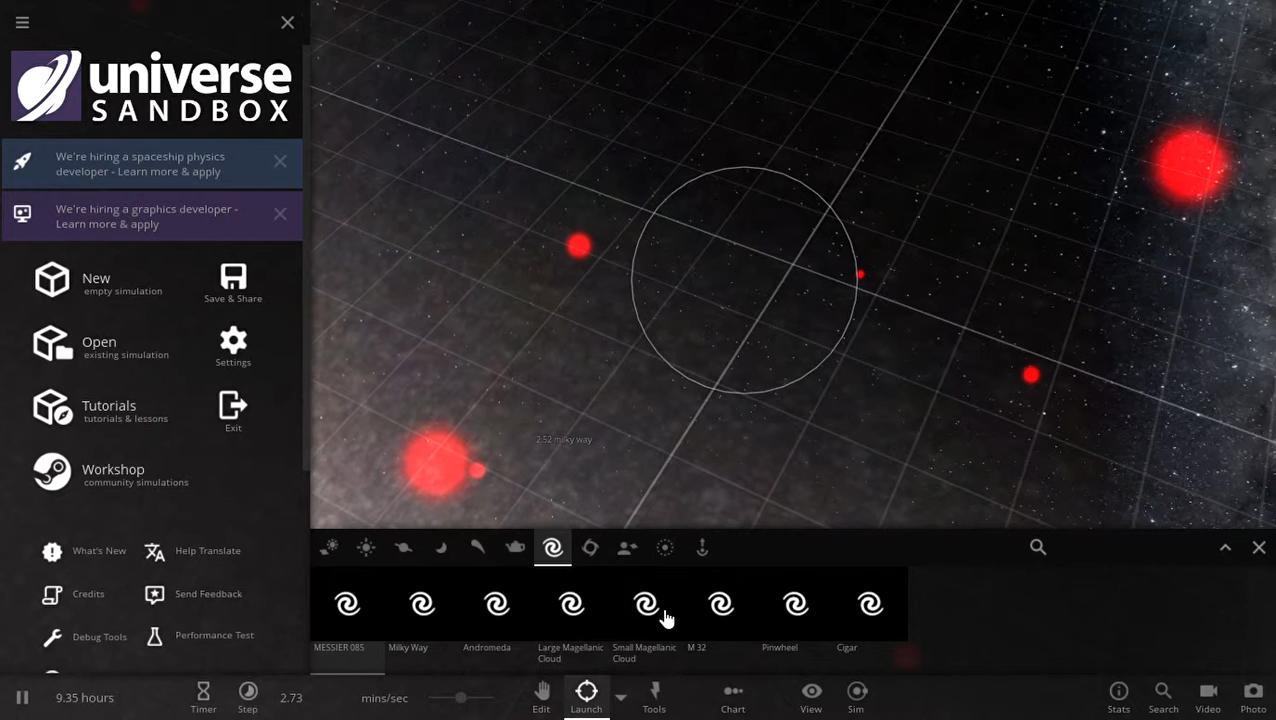 universe
SANDBOX
We're hiring a spaceship physics
developer - Learn more & apply
We're hiring a graphics developer -
Learn more & apply
New
empty simulation
Save & Share
Open
existing simulation
Settings
Tutorials
tutorials & lessons
Exit
Workshop
community simulations
What's New
Help Translate
Credits
Send Feedback
Debug Tools
Performance Test
2.52 milky way
MESSIER 085
Milky Way
Andromeda
Large Magellanic
Cloud
Small Magellanic
Cloud
M 32
Pinwheel
Cigar
9.35 hours
Timer
Step
2.73
mins/sec
Edit
Launch
Tools
Chart
View
Sim
Stats
Search
Video
Photo